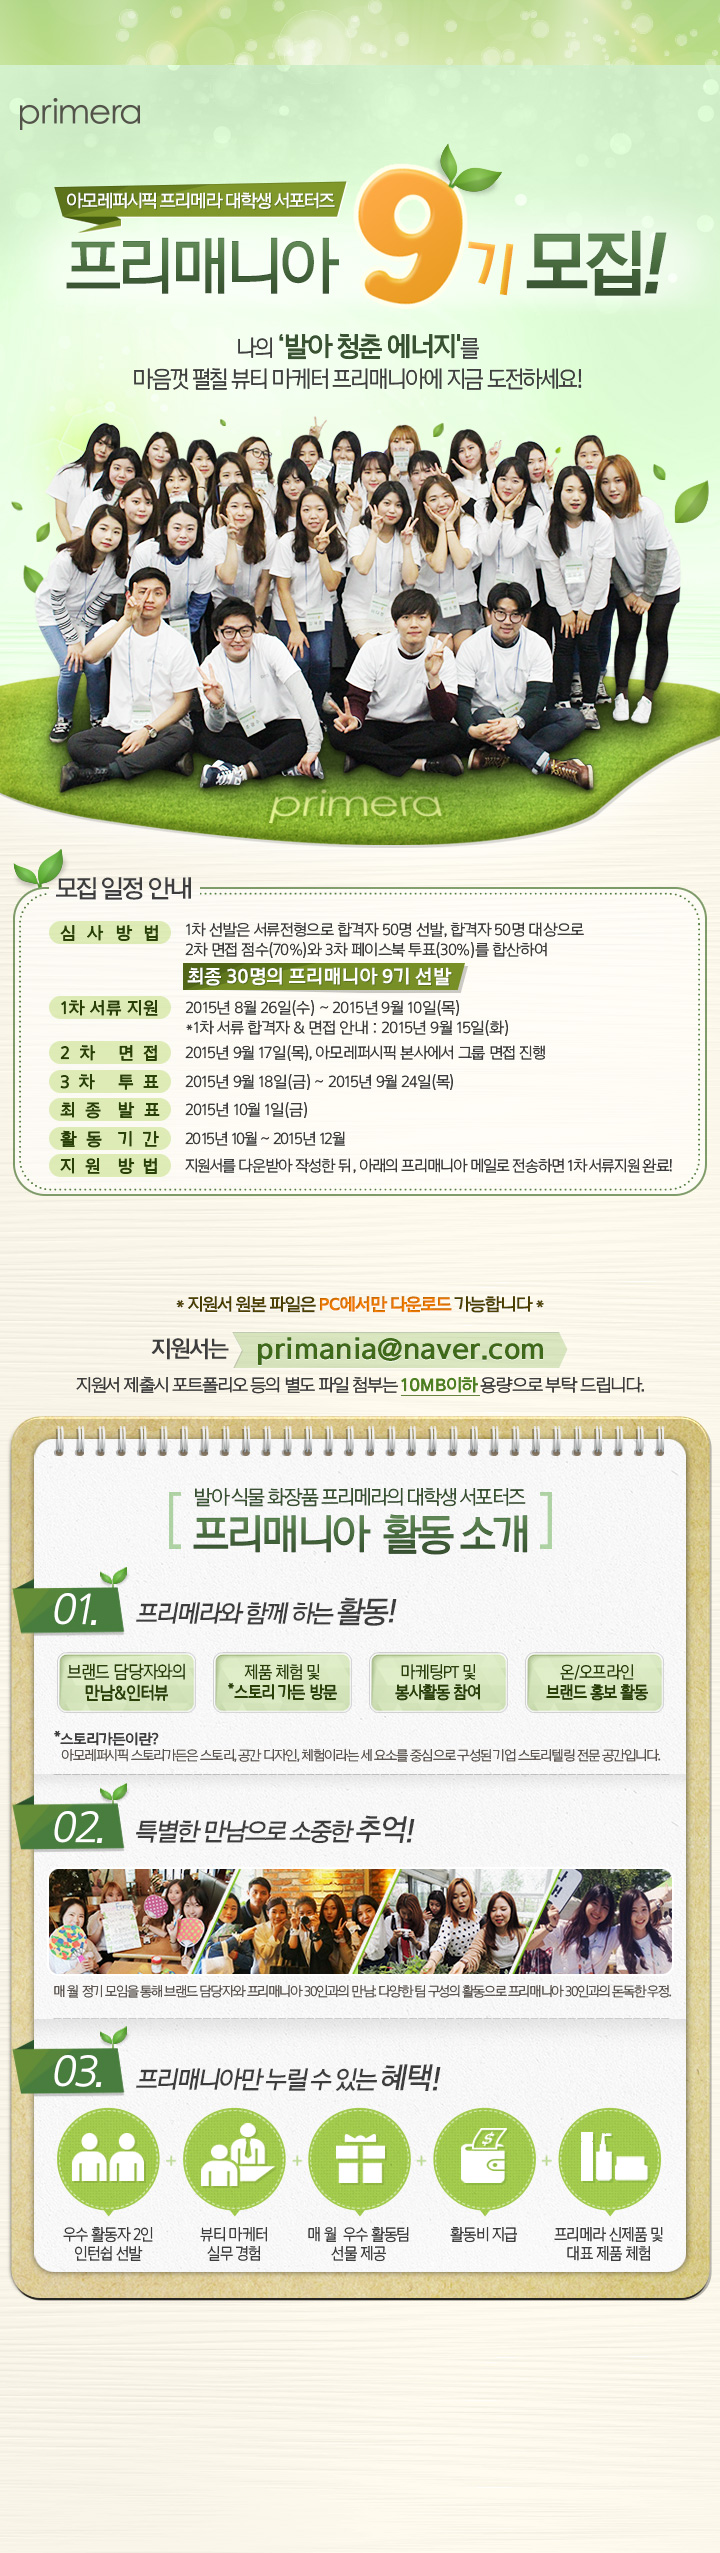 primera
아모레퍼시픽 프리메라 대학생 서포터즈
프리매니아 9기 모집!
나의 '발아 청춘 에너지'를
마음껏 펼칠 뷰티 마케터 프리매니아에 지금 도전하세요!
primera
모집 일정 안내
심사방법 1차 선발은 서류전형으로 합격자 50명 선발, 합격자 50명 대상으로
2차 면접 점수(70%)와 3차 페이스북 투표(30%)를 합산하여
최종 30명의 프리매니아 9기 선발
1차 서류 지원 2015년 8월 26일(수) ~ 2015년 9월 10일(목)
*1차 서류 합격자 & 면접 안내 : 2015년 9월 15일(화)
2차 면접 2015년 9월 17일(목), 아모레퍼시픽 본사에서 그룹 면접 진행
3차 투표 2015년 9월 18일(금) ~ 2015년 9월 24일(목)
최종 발표 2015년 10월 1일(금)
활동 기간 2015년 10월 ~ 2015년 12월
지원 방법 지원서를 다운받아 작성한 뒤, 아래의 프리매니아 메일로 전송하면 1차 서류지원 완료!
* 지원서 원본 파일은 PC에서만 다운로드 가능합니다 *
지원서는 primania@naver.com
지원서 제출시 포트폴리오 등의 별도 파일 첨부는 10MB이하 용량으로 부탁 드립니다.
발아 식물 화장품 프리메라의 대학생 서포터즈
[프리매니아 활동 소개]
01. 프리메라와 함께 하는 활동!
브랜드 담당자와의
만남&인터뷰
제품 체험 및
*스토리 가든 방문
마케팅PT 및
봉사활동 참여
온/오프라인
브랜드 홍보 활동
*스토리가든이란?
아모레퍼시픽 스토리가든은 스토리, 공간 디자인, 체험이라는 세 요소를 중심으로 구성된 기업 스토리텔링 전문 공간입니다.
02. 특별한 만남으로 소중한 추억!
매 월 정기 모임을 통해 브랜드 담당자와 프리매니아 30인과의 만남. 다양한 팀 구성의 활동으로 프리매니아 30인과의 돈독한 우정.
03. 프리매니아만 누릴 수 있는 혜택!
우수 활동자 2인
인턴쉽 선발
뷰티 마케터
실무 경험
매 월 우수 활동팀
선물 제공
활동비 지급
프리메라 신제품 및
대표 제품 체험